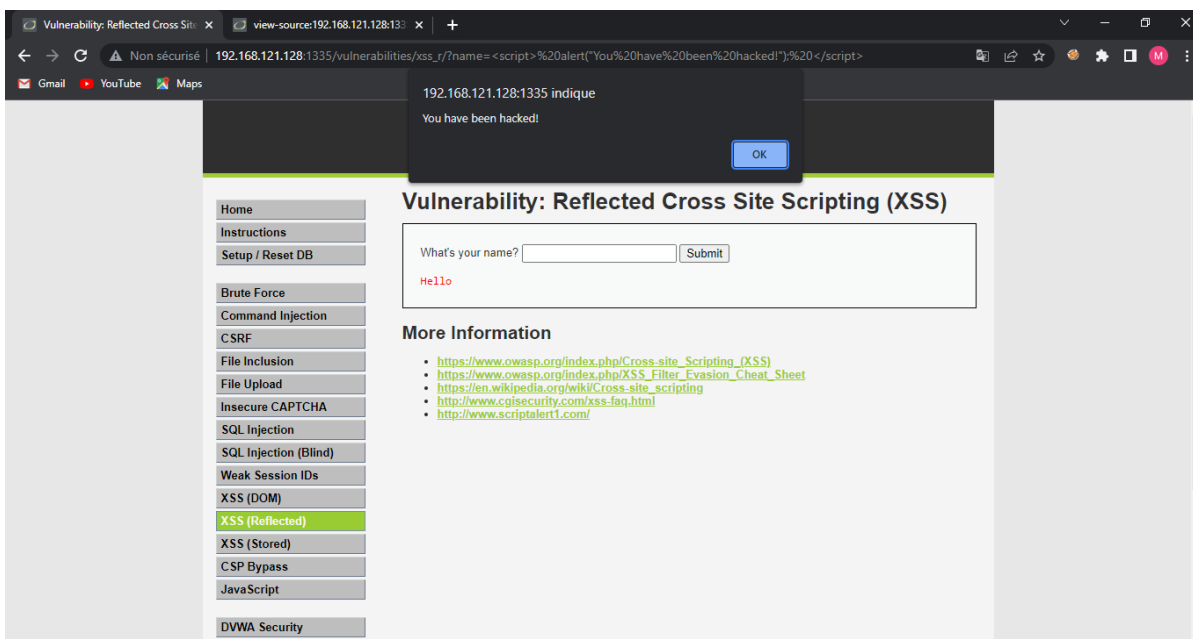 Vulnerability: Reflected Cross Site
view-source:192.168.121.128:133
Non sécurisé
192.168.121.128:1335/vulnerabilities/xss_r/?name=<script>%20alert("You%20have%20been%20hacked!");%20</script>
M
Gmail
YouTube
Maps
192.168.121.128:1335 indique
You have been hacked!
OK
Home
Instructions
Setup / Reset DB
Brute Force
Command Injection
CSRF
File Inclusion
File Upload
Insecure CAPTCHA
SQL Injection
SQL Injection (Blind)
Weak Session IDs
XSS (DOM)
XSS (Reflected)
XSS (Stored)
CSP Bypass
JavaScript
DVWA Security
Vulnerability: Reflected Cross Site Scripting (XSS)
What's your name?
Submit
Hello
More Information
https://www.owasp.org/index.php/Cross-site_Scripting_(XSS)
https://www.owasp.org/index.php/XSS_Filter_Evasion_Cheat_Sheet
https://en.wikipedia.org/wiki/Cross-site_scripting
http://www.cgisecurity.com/xss-faq.html
http://www.scriptalert1.com/